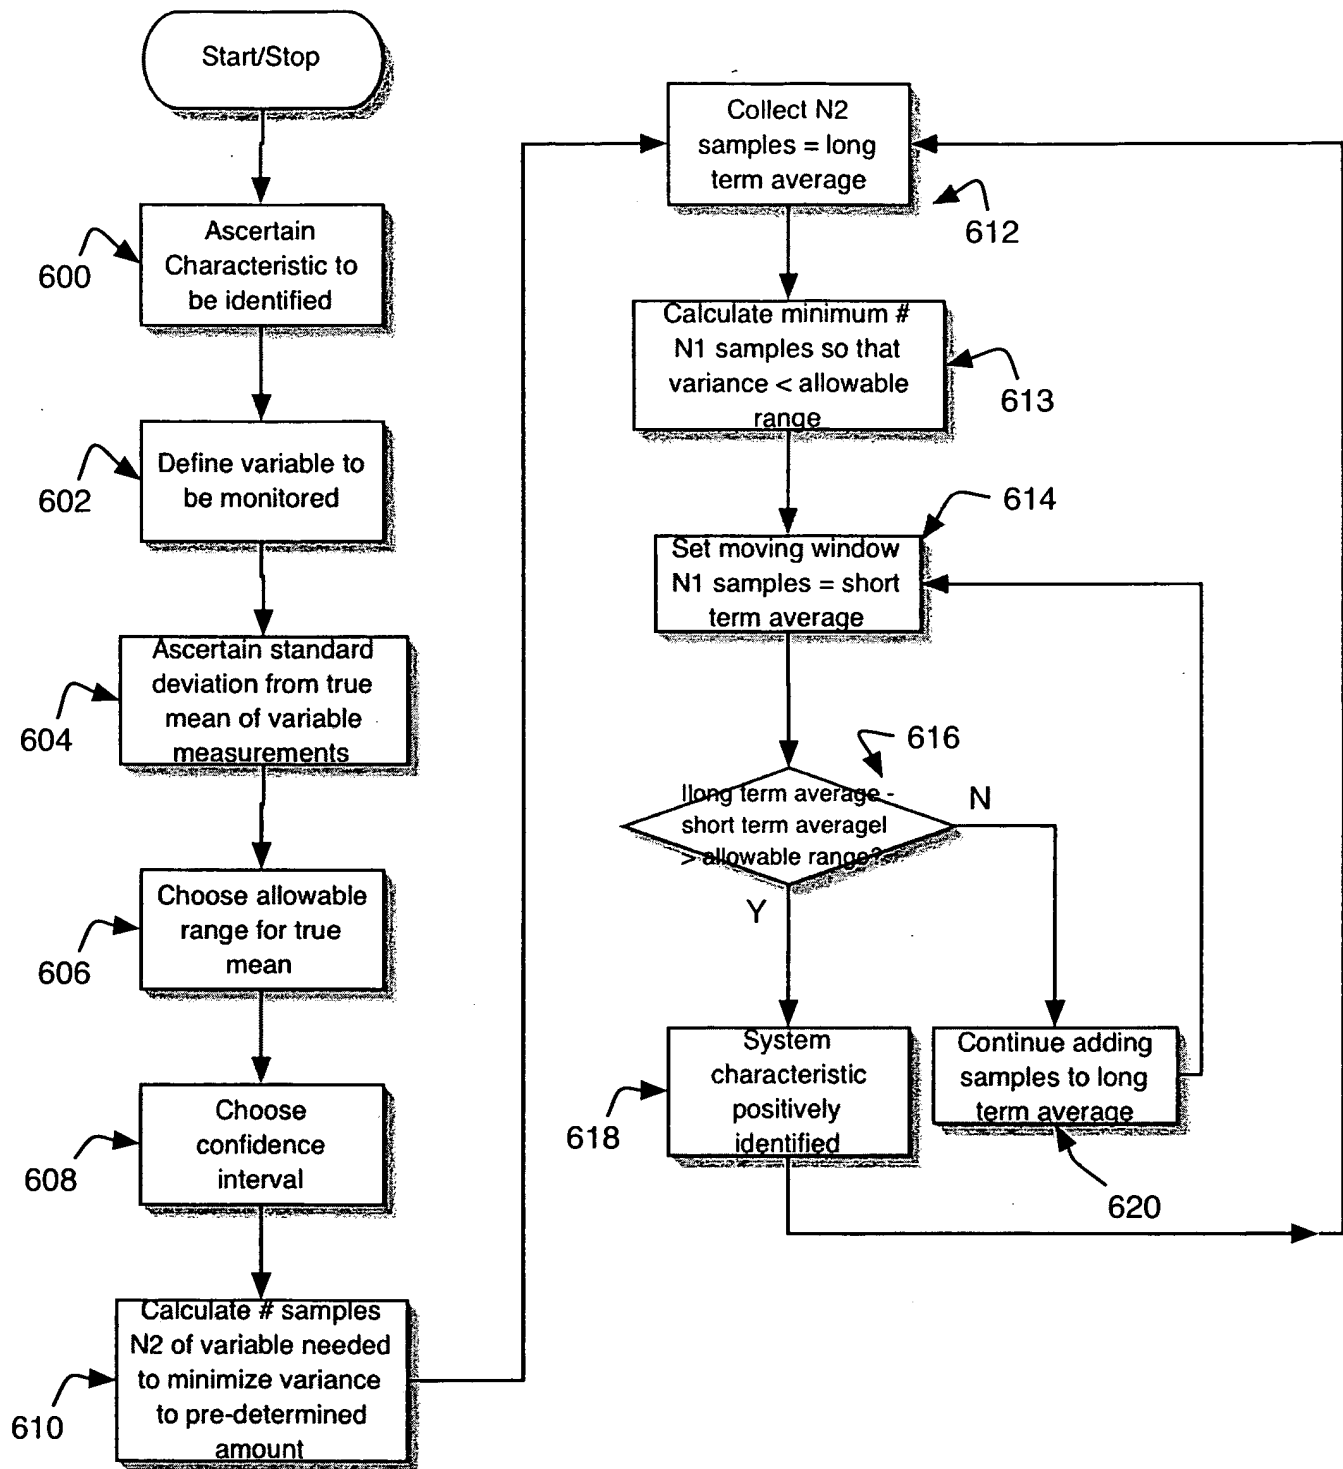 Start/Stop
600
Ascertain
Characteristic to
be identified
602
Define variable to
be monitored
604
Ascertain standard
deviation from true
mean of variable
measurements
606
Choose allowable
range for true
mean
608
Choose
confidence
interval
610
Calculate # samples
N2 of variable needed
to minimize variance
to pre-determined
amount
Collect N2
samples = long
term average
612
Calculate minimum #
N1 samples so that
variance < allowable
range
613
614
Set moving window
N1 samples = short
term average
616
|long term average -
short term average|
> allowable range?
N
Y
618
System
characteristic
positively
identified
Continue adding
samples to long
term average
620